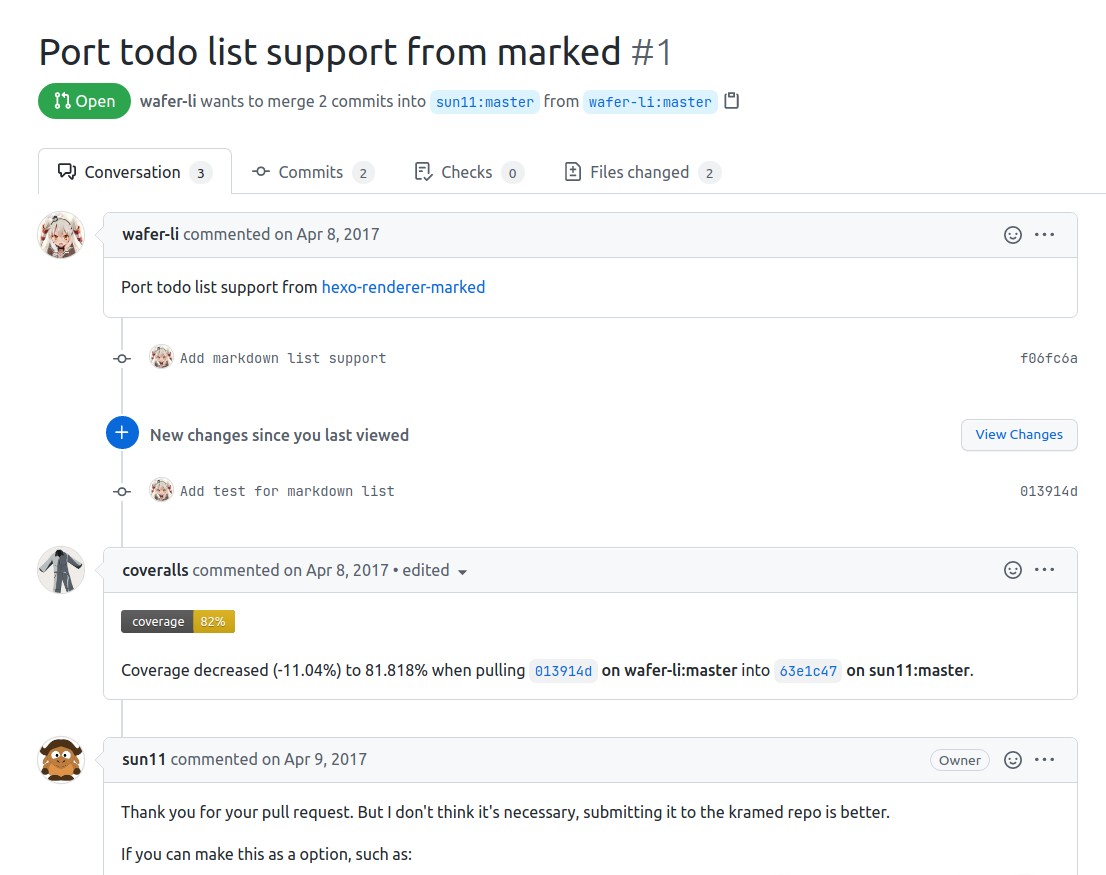 Port todo list support from marked #1
Open wafer-li wants to merge 2 commits into sun11:master from wafer-li:master
Conversation 3 Commits 2 Checks 0 Files changed 2
wafer-li commented on Apr 8, 2017
Port todo list support from hexo-renderer-marked
Add markdown list support f06fc6a
New changes since you last viewed View Changes
Add test for markdown list 013914d
coveralls commented on Apr 8, 2017 • edited
coverage 82%
Coverage decreased (-11.04%) to 81.818% when pulling 013914d on wafer-li:master into 63e1c47 on sun11:master.
sun11 commented on Apr 9, 2017 Owner
Thank you for your pull request. But I don't think it's necessary, submitting it to the kramed repo is better.
If you can make this as a option, such as: